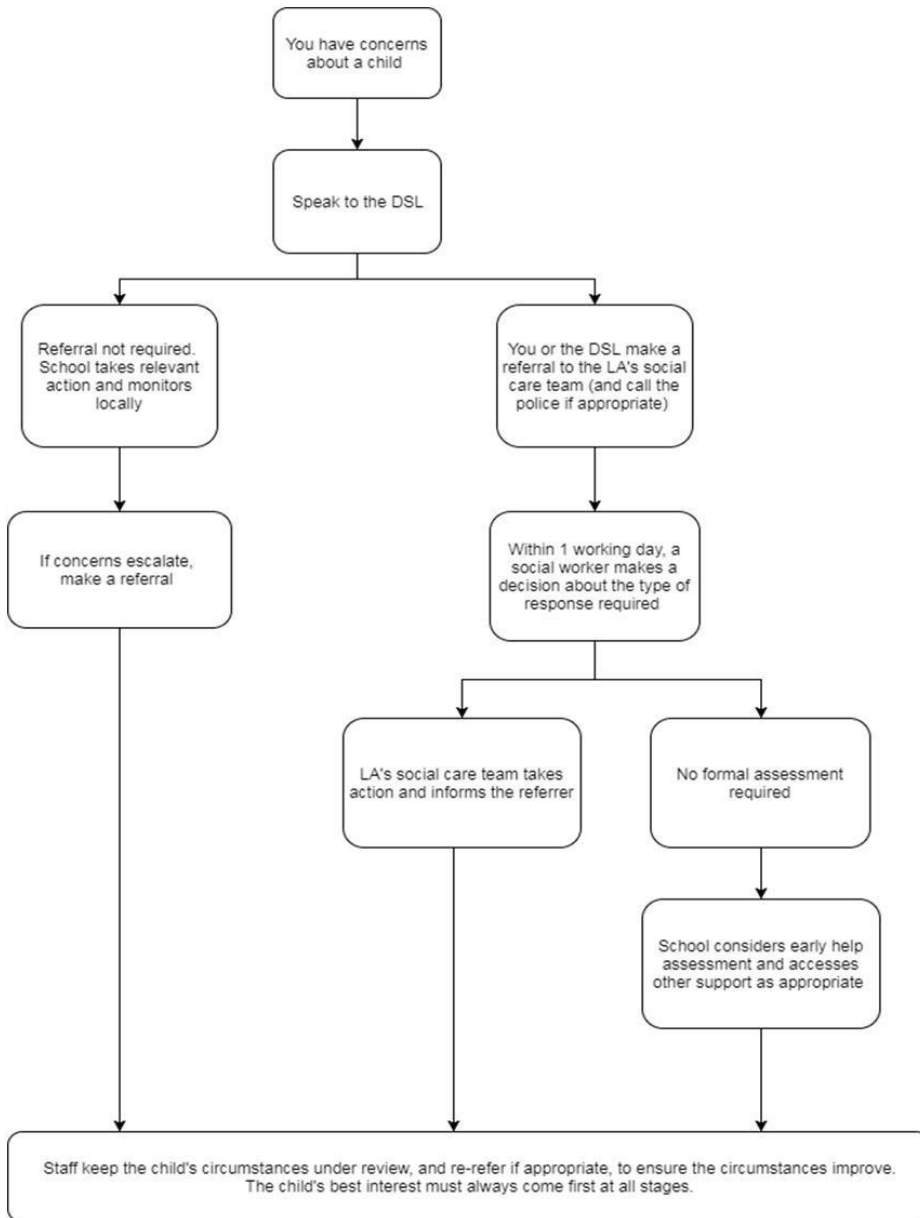 You have concerns
about a child
Speak to the DSL
Referral not required.
School takes relevant
action and monitors
locally
You or the DSL make a
referral to the LA's social
care team (and call the
police if appropriate)
If concerns escalate,
make a referral
Within 1 working day, a
social worker makes a
decision about the type of
response required
LA's social care team takes
action and informs the referrer
No formal assessment
required
School considers early help
assessment and accesses
other support as appropriate
Staff keep the child's circumstances under review, and re-refer if appropriate, to ensure the circumstances improve.
The child's best interest must always come first at all stages.